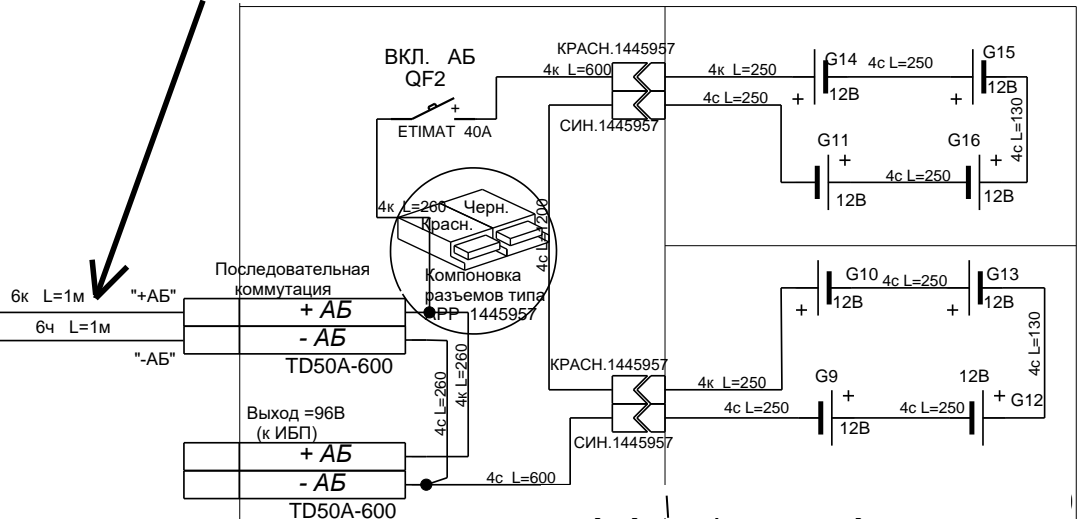 ВКЛ. АБ
QF2
+
ETIMAT 40A
КРАСН.1445957
4к L=600
СИН.1445957
4к L=250
4с L=250
G14
4с L=250
G15
+
12В
+
12В
4с L=130
G11
+
G16
+
4с L=250
12В
12В
4к L=260
Черн.
Красн.
4с L=1200
Компоновка
разъемов типа
1445957
6к L=1м
"+АБ"
6ч L=1м
"-АБ"
Последовательная
коммутация
+ АБ
- АБ
TD50A-600
4с L=260
4к L=260
Выход =96В
(к ИБП)
+ АБ
- АБ
TD50A-600
4с L=600
КРАСН.1445957
СИН.1445957
4к L=250
4с L=250
G10
4с L=250
G13
+
12В
+
12В
4с L=130
G9
+
12В
+
G12
4с L=250
12В